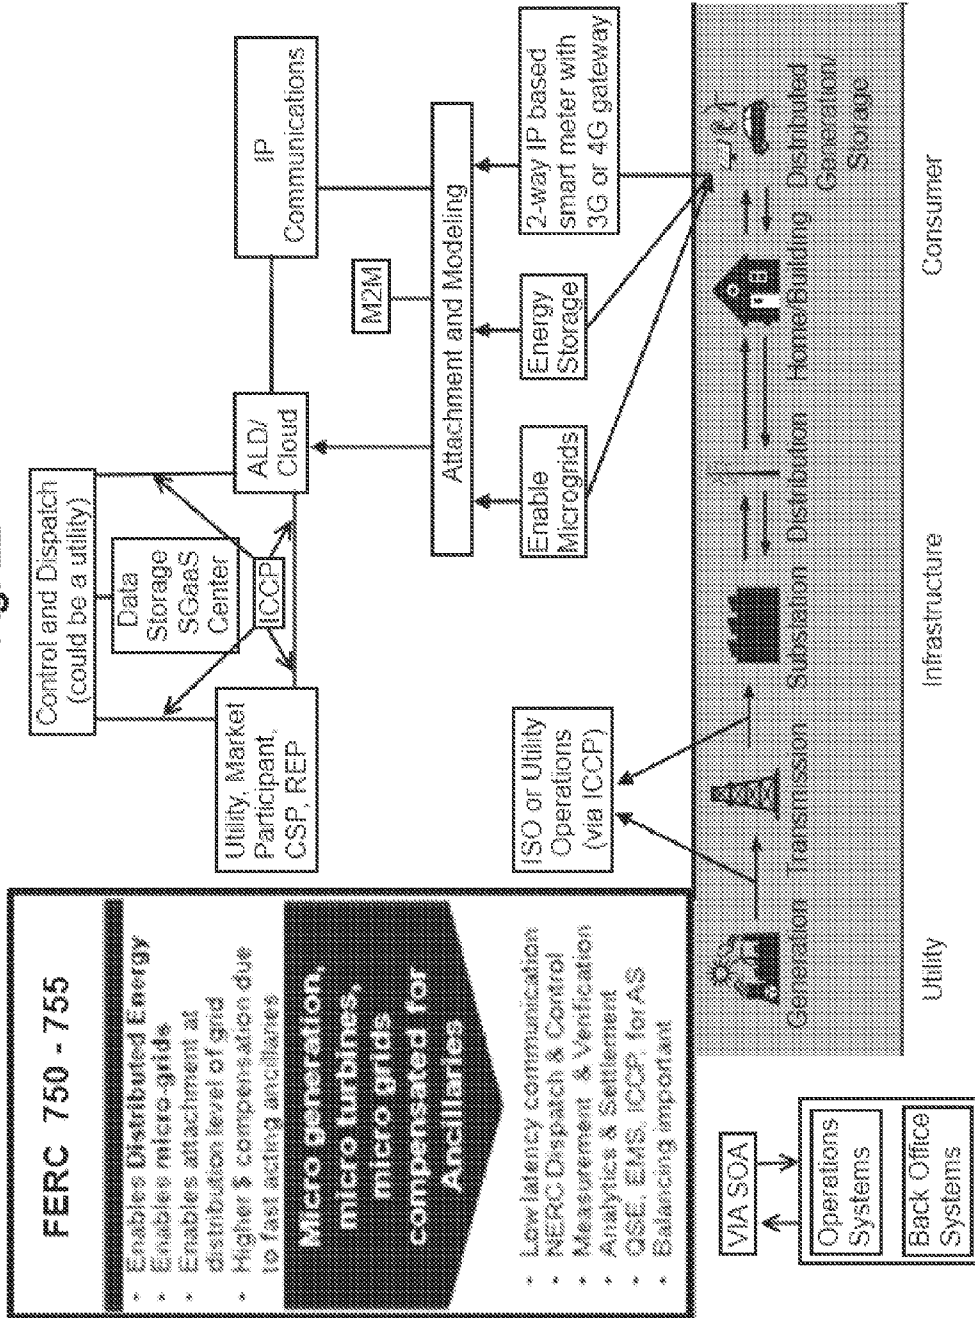 FERC 750 - 755
• Enables Distributed Energy
• Enables micro-grids
• Enables attachment at
distribution level of grid
• Higher $ compensation due
to fast acting ancillaries
Micro generation,
micro turbines,
micro grids
compensated for
Ancillaries
• Low latency communication
• NERC Dispatch & Control
• Measurement & Verification
• Analytics & Settlement
• QSE, EMS, ICCP, for AS
• Balancing important
Control and Dispatch
(could be a utility)
Data
Storage
SGaaS
Center
ICCP
Utility, Market
Participant,
CSP, REP
ALD/
Cloud
IP
Communications
M2M
Attachment and Modeling
ISO or Utility
Operations
(via ICCP)
Enable
Microgrids
Energy
Storage
2-way IP based
smart meter with
3G or 4G gateway
Generation
Transmission
Substation
Distribution
Home/Building
Distributed
Generation/
Storage
Utility
Infrastructure
Consumer
VIA SOA
Operations
Systems
Back Office
Systems